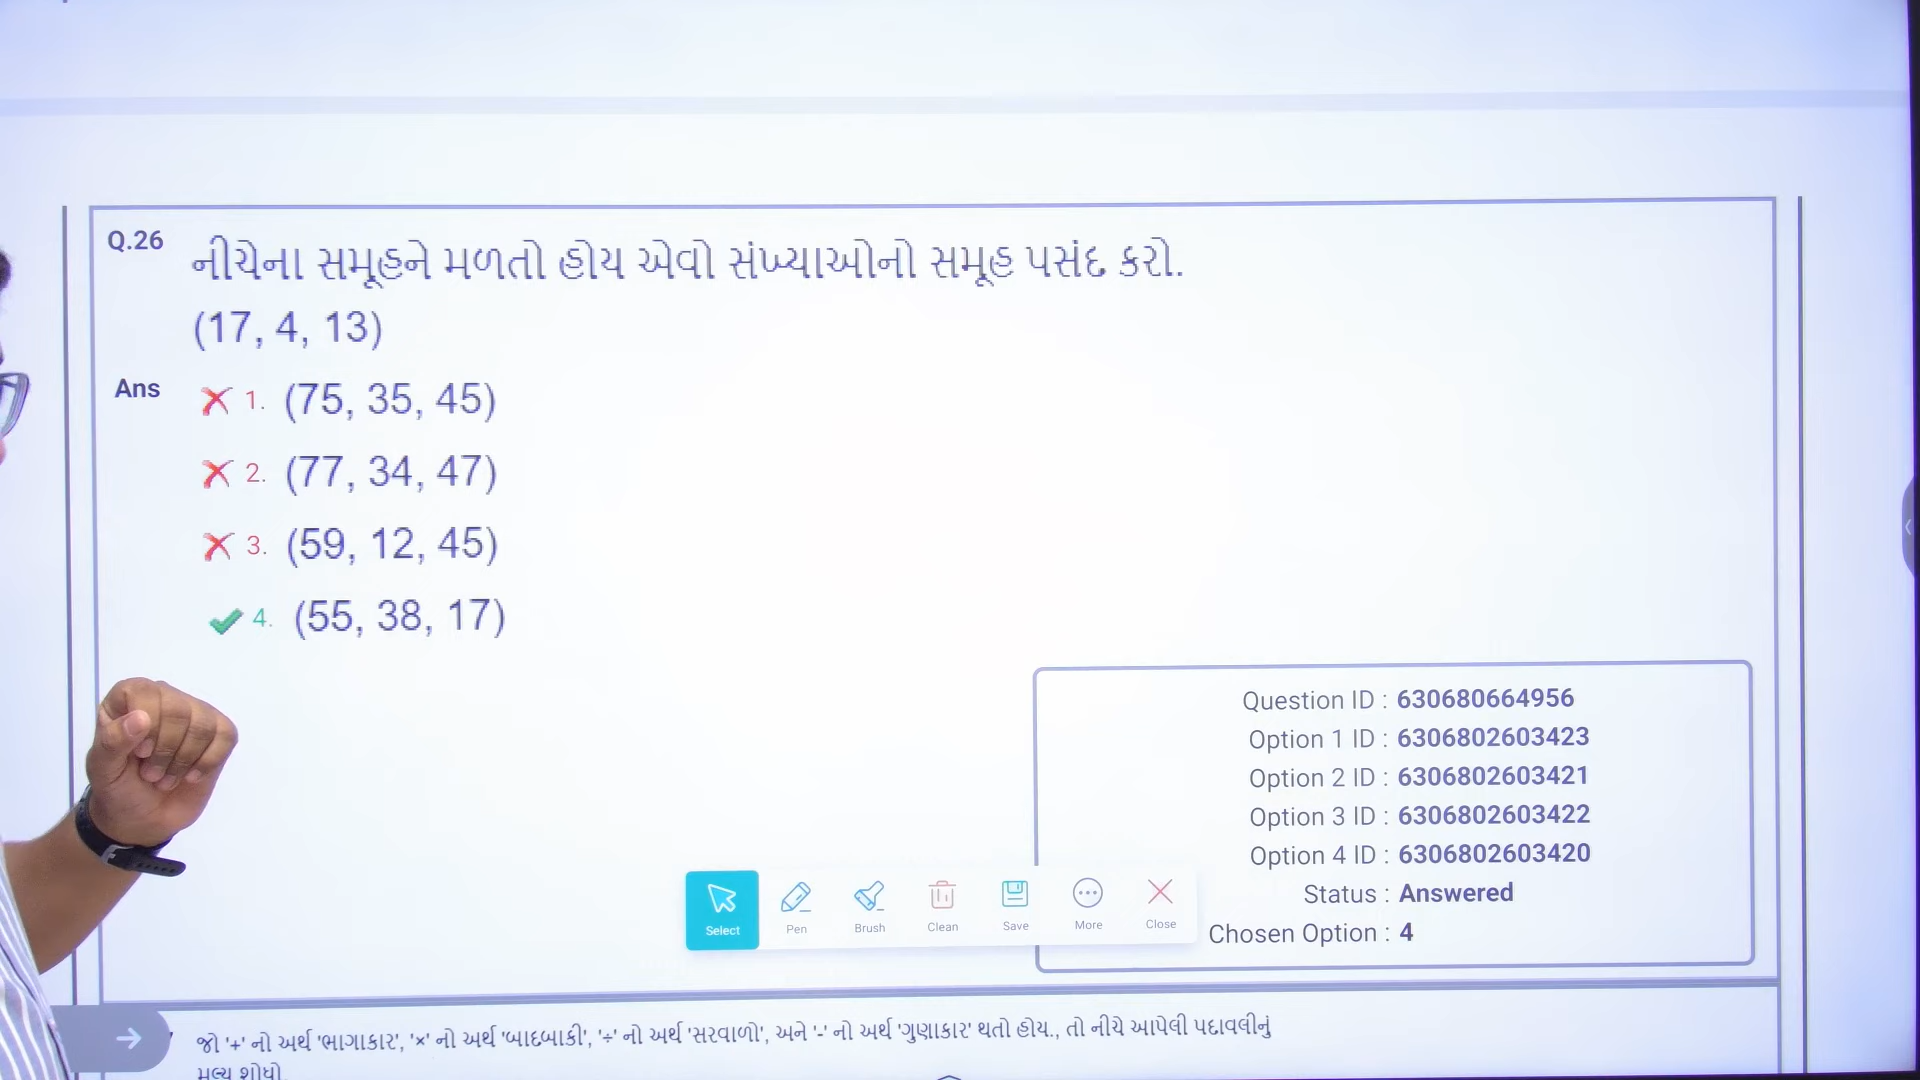 Q.26 નીચેના સમૂહને મળતો હોય એવો સંખ્યાઓનો સમૂહ પસંદ કરો.
(17, 4, 13)
Ans 1. (75, 35, 45)
2. (77, 34, 47)
3. (59, 12, 45)
4. (55, 38, 17)
Question ID : 630680664956
Option 1 ID : 6306802603423
Option 2 ID : 6306802603421
Option 3 ID : 6306802603422
Option 4 ID : 6306802603420
Status : Answered
Chosen Option : 4
Select Pen Brush Clean Save More Close
જો '+' નો અર્થ 'ભાગાકાર', '×' નો અર્થ 'બાદબાકી', '÷' નો અર્થ 'સરવાળો', અને '-' નો અર્થ 'ગુણાકાર' થતો હોય., તો નીચે આપેલી પદાવલીનું
મૂલ્ય શોધો.